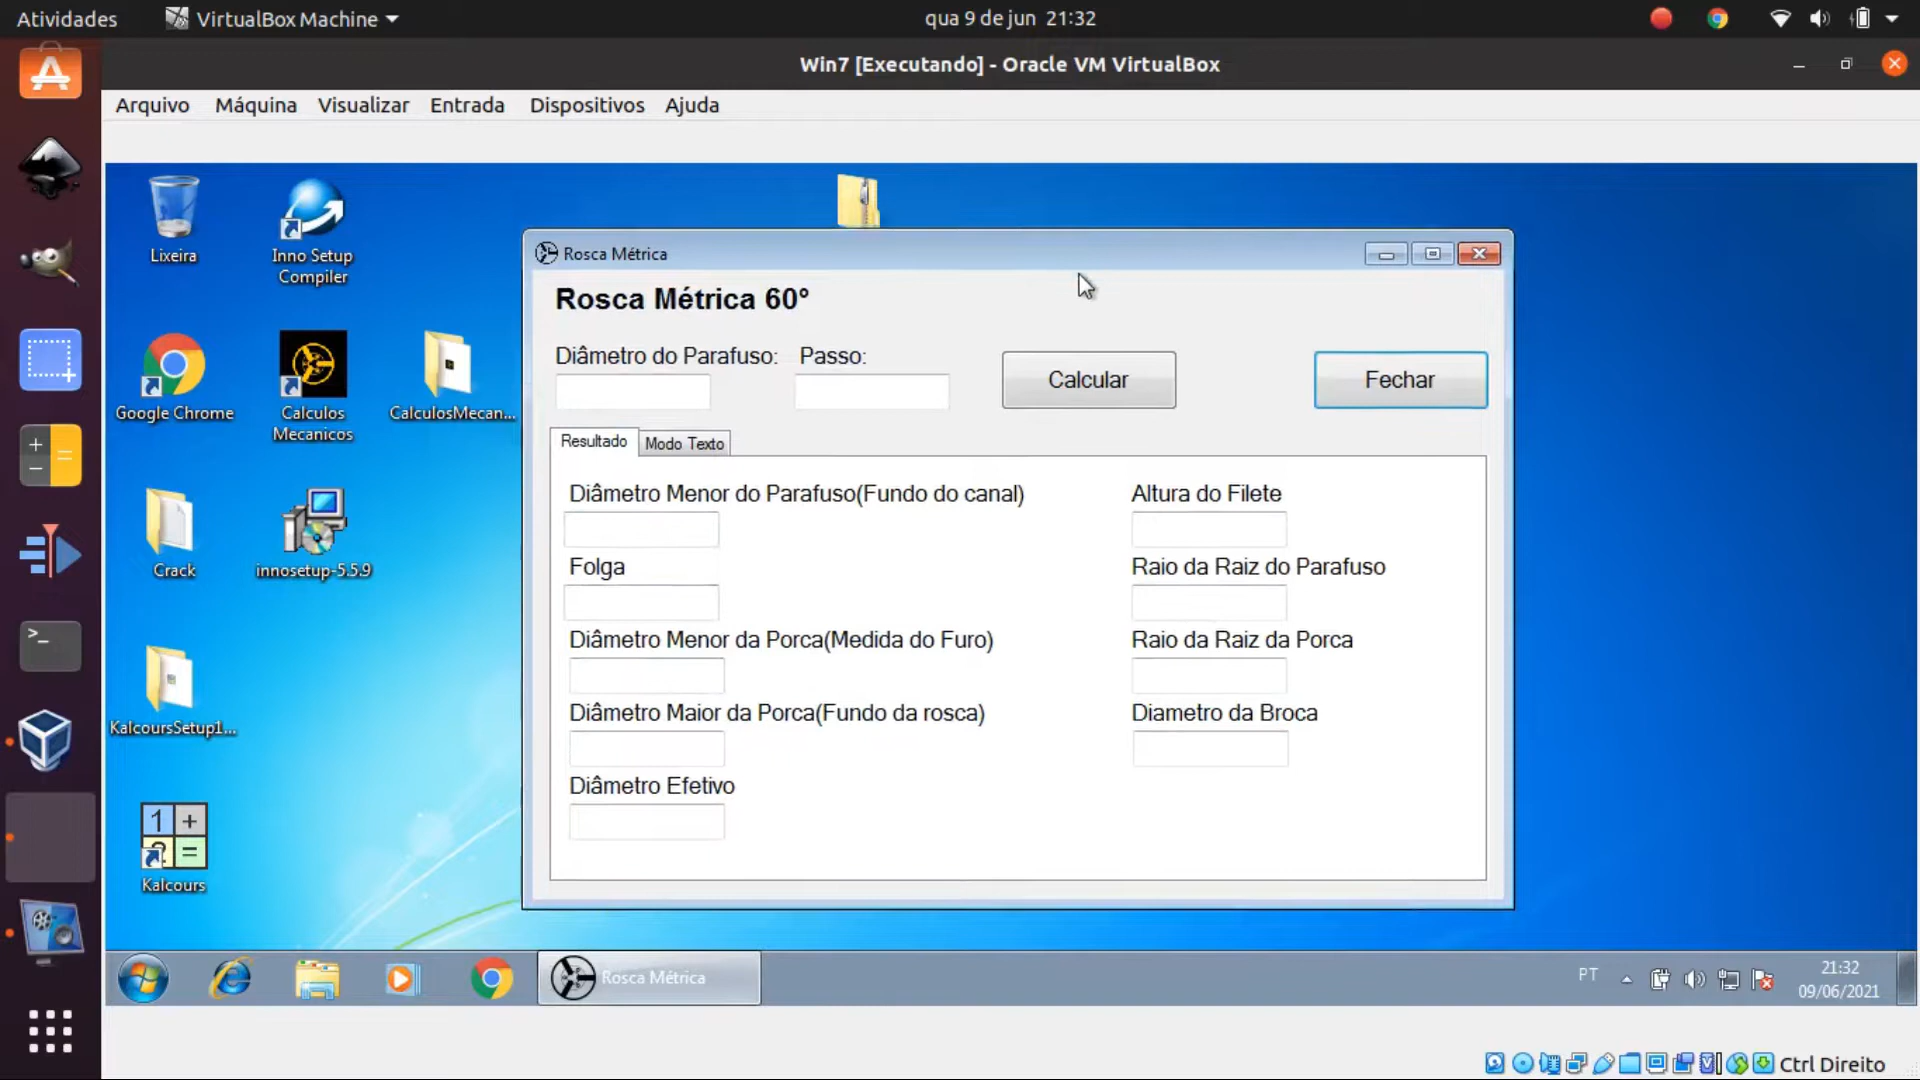 Atividades
VirtualBox Machine
qua 9 de jun 21:32
Win7 [Executando] - Oracle VM VirtualBox
Arquivo Máquina Visualizar Entrada Dispositivos Ajuda
Lixeira
Inno Setup
Compiler
Google Chrome
Calculos
Mecanicos
CalculosMecan...
Crack
innosetup-5.5.9
KalcoursSetup1...
Kalcours
Rosca Métrica
Rosca Métrica 60°
Diâmetro do Parafuso: Passo:
Calcular
Fechar
Resultado Modo Texto
Diâmetro Menor do Parafuso(Fundo do canal)
Altura do Filete
Folga
Raio da Raiz do Parafuso
Diâmetro Menor da Porca(Medida do Furo)
Raio da Raiz da Porca
Diâmetro Maior da Porca(Fundo da rosca)
Diametro da Broca
Diâmetro Efetivo
Rosca Métrica
PT
21:32
09/06/2021
Ctrl Direito